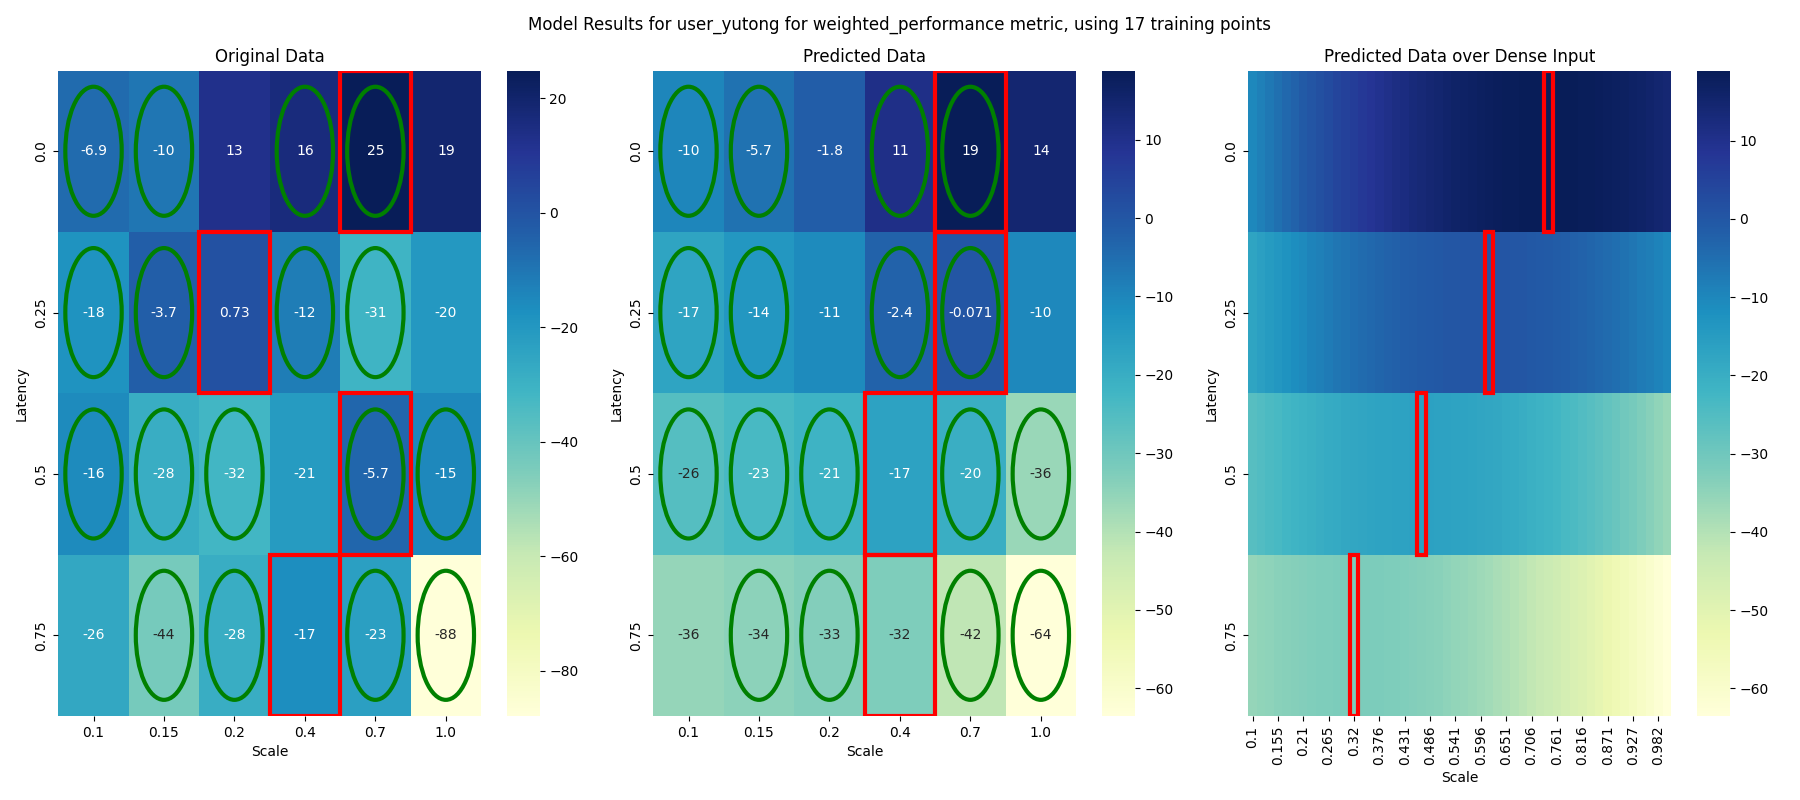 Model Results for user_yutong for weighted_performance metric, using 17 training points
Original Data
Latency
0.0
0.25
0.5
0.75
-6.9 -10 13 16 25 19
-18 -3.7 0.73 -12 -31 -20
-16 -28 -32 -21 -5.7 -15
-26 -44 -28 -17 -23 -88
0.1 0.15 0.2 0.4 0.7 1.0
Scale
20
0
−20
−40
−60
−80
Predicted Data
Latency
0.0
0.25
0.5
0.75
-10 -5.7 -1.8 11 19 14
-17 -14 -11 -2.4 -0.071 -10
-26 -23 -21 -17 -20 -36
-36 -34 -33 -32 -42 -64
0.1 0.15 0.2 0.4 0.7 1.0
Scale
10
0
−10
−20
−30
−40
−50
−60
Predicted Data over Dense Input
Latency
0.0
0.25
0.5
0.75
0.1 0.155 0.21 0.265 0.32 0.376 0.431 0.486 0.541 0.596 0.651 0.706 0.761 0.816 0.871 0.927 0.982
Scale
10
0
−10
−20
−30
−40
−50
−60